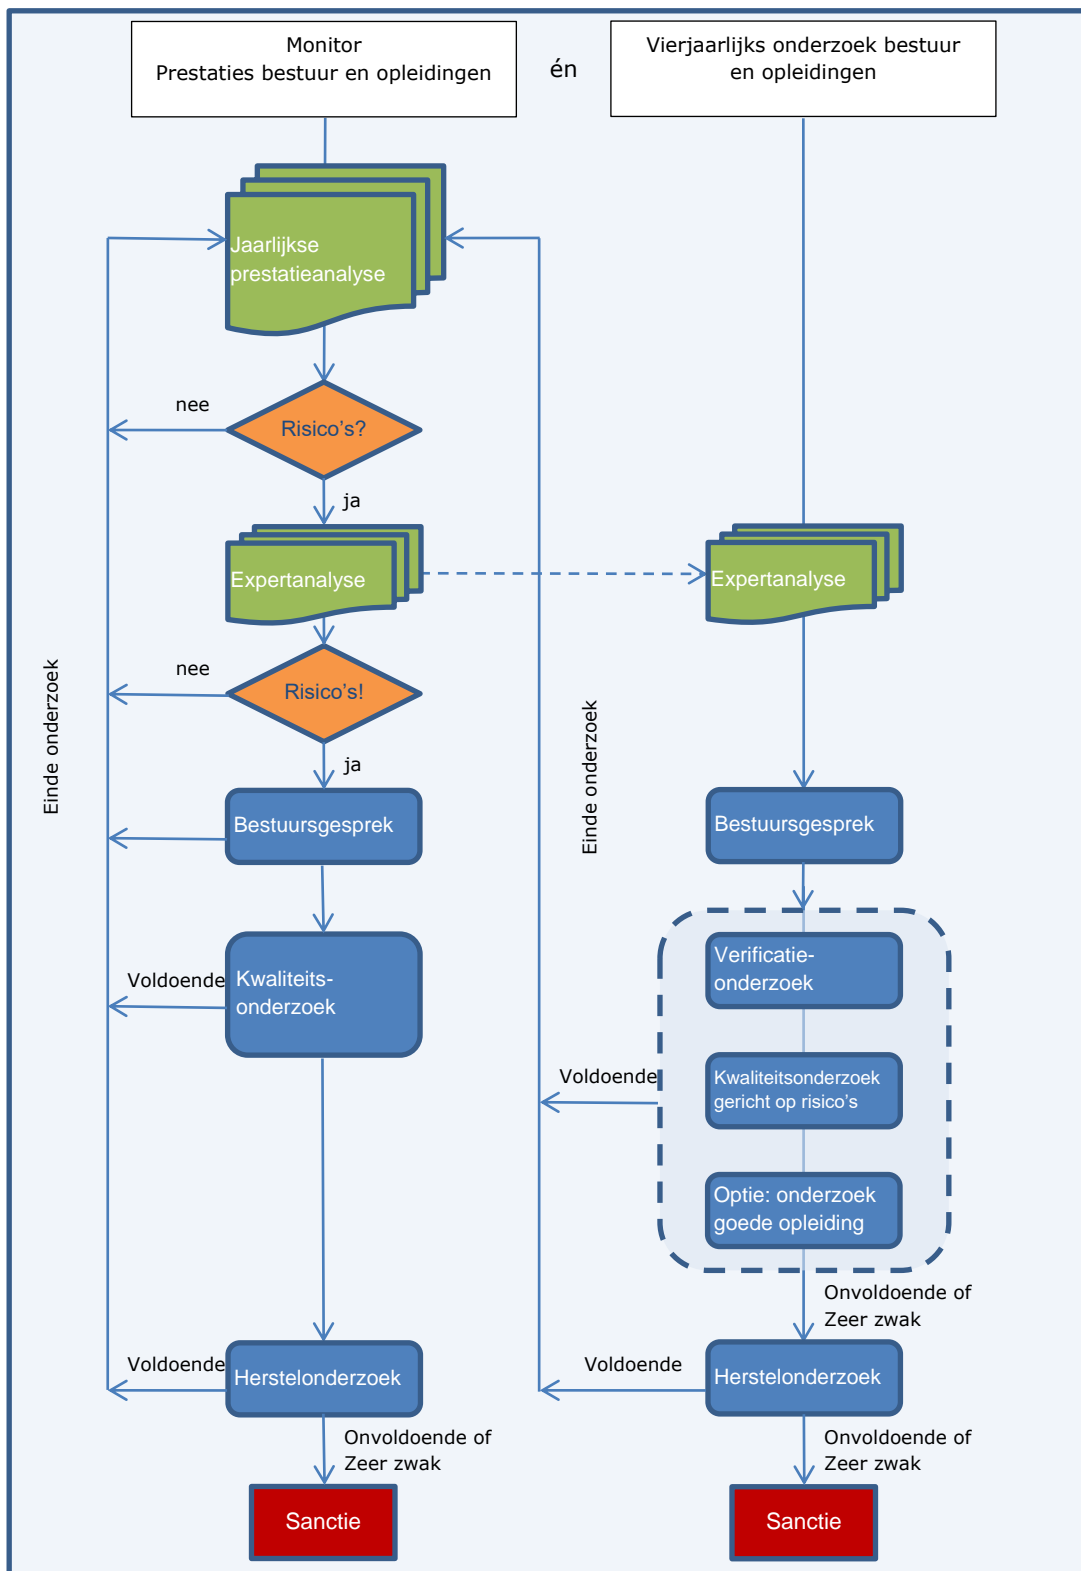 Monitor
Prestaties bestuur en opleidingen
én
Vierjaarlijks onderzoek bestuur
en opleidingen
Jaarlijkse
prestatieanalyse
nee
Risico's?
ja
Expertanalyse
Expertanalyse
nee
Risico's!
ja
Einde onderzoek
Einde onderzoek
Bestuursgesprek
Bestuursgesprek
Voldoende
Kwaliteits-
onderzoek
Verificatie-
onderzoek
Voldoende
Kwaliteitsonderzoek
gericht op risico's
Optie: onderzoek
goede opleiding
Onvoldoende of
Zeer zwak
Voldoende
Herstelonderzoek
Voldoende
Herstelonderzoek
Onvoldoende of
Zeer zwak
Onvoldoende of
Zeer zwak
Sanctie
Sanctie